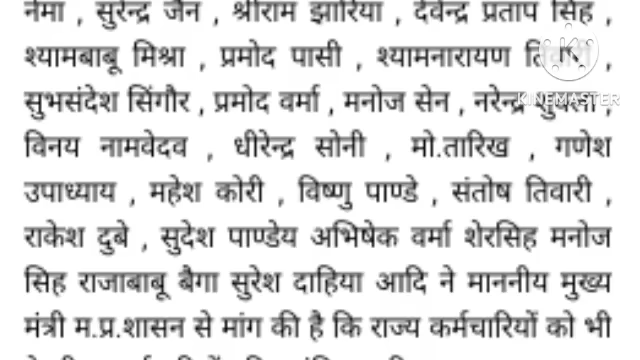 नेमा , सुरेन्द्र जैन , श्रीराम झारिया , देवेन्द्र प्रताप सिंह ,
श्यामबाबू मिश्रा , प्रमोद पासी , श्यामनारायण तिवारी ,
सुभसंदेश सिंगौर , प्रमोद वर्मा , मनोज सेन , नरेन्द्र शुक्ला ,
KINEMASTER
विनय नामवेदव , धीरेन्द्र सोनी , मो.तारिख , गणेश
उपाध्याय , महेश कोरी , विष्णु पाण्डे , संतोष तिवारी ,
राकेश दुबे , सुदेश पाण्डेय अभिषेक वर्मा शेरसिह मनोज
सिह राजाबाबू बैगा सुरेश दाहिया आदि ने माननीय मुख्य
मंत्री म.प्र.शासन से मांग की है कि राज्य कर्मचारियों को भी